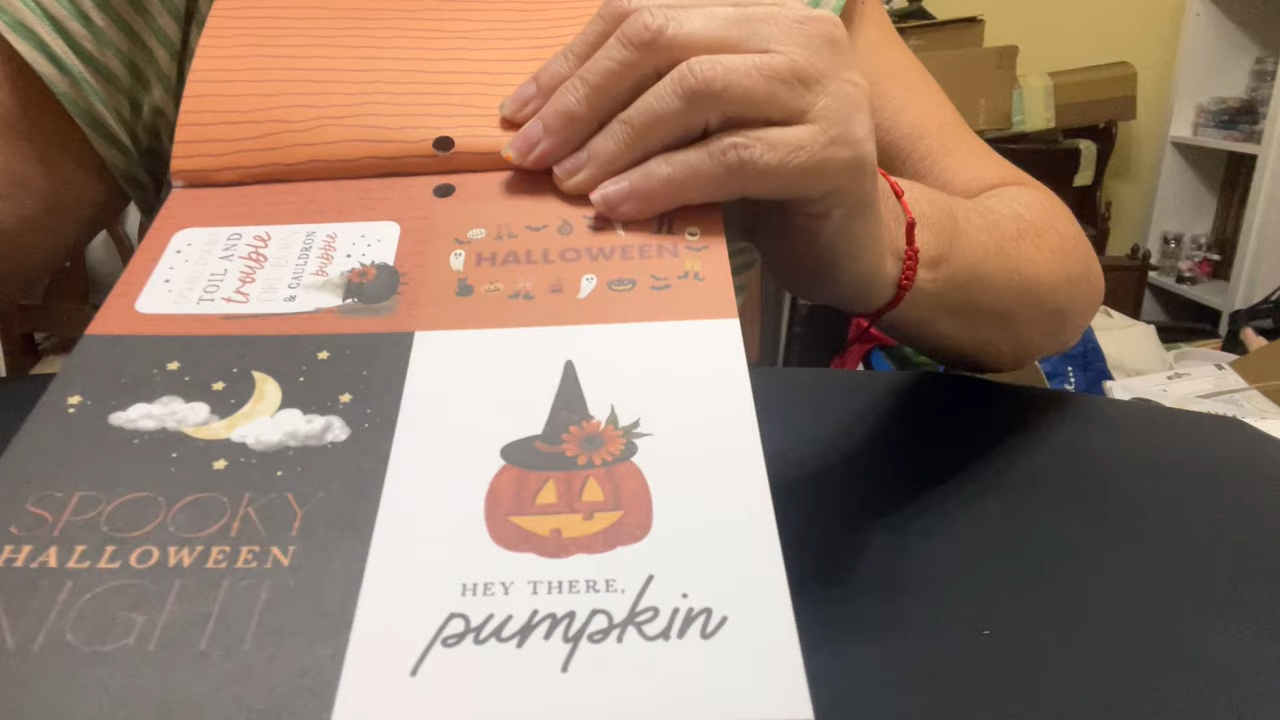 TOIL AND
trouble
& CAULDRON
bubble
HALLOWEEN
SPOOKY
HALLOWEEN
NIGHT
HEY THERE,
pumpkin